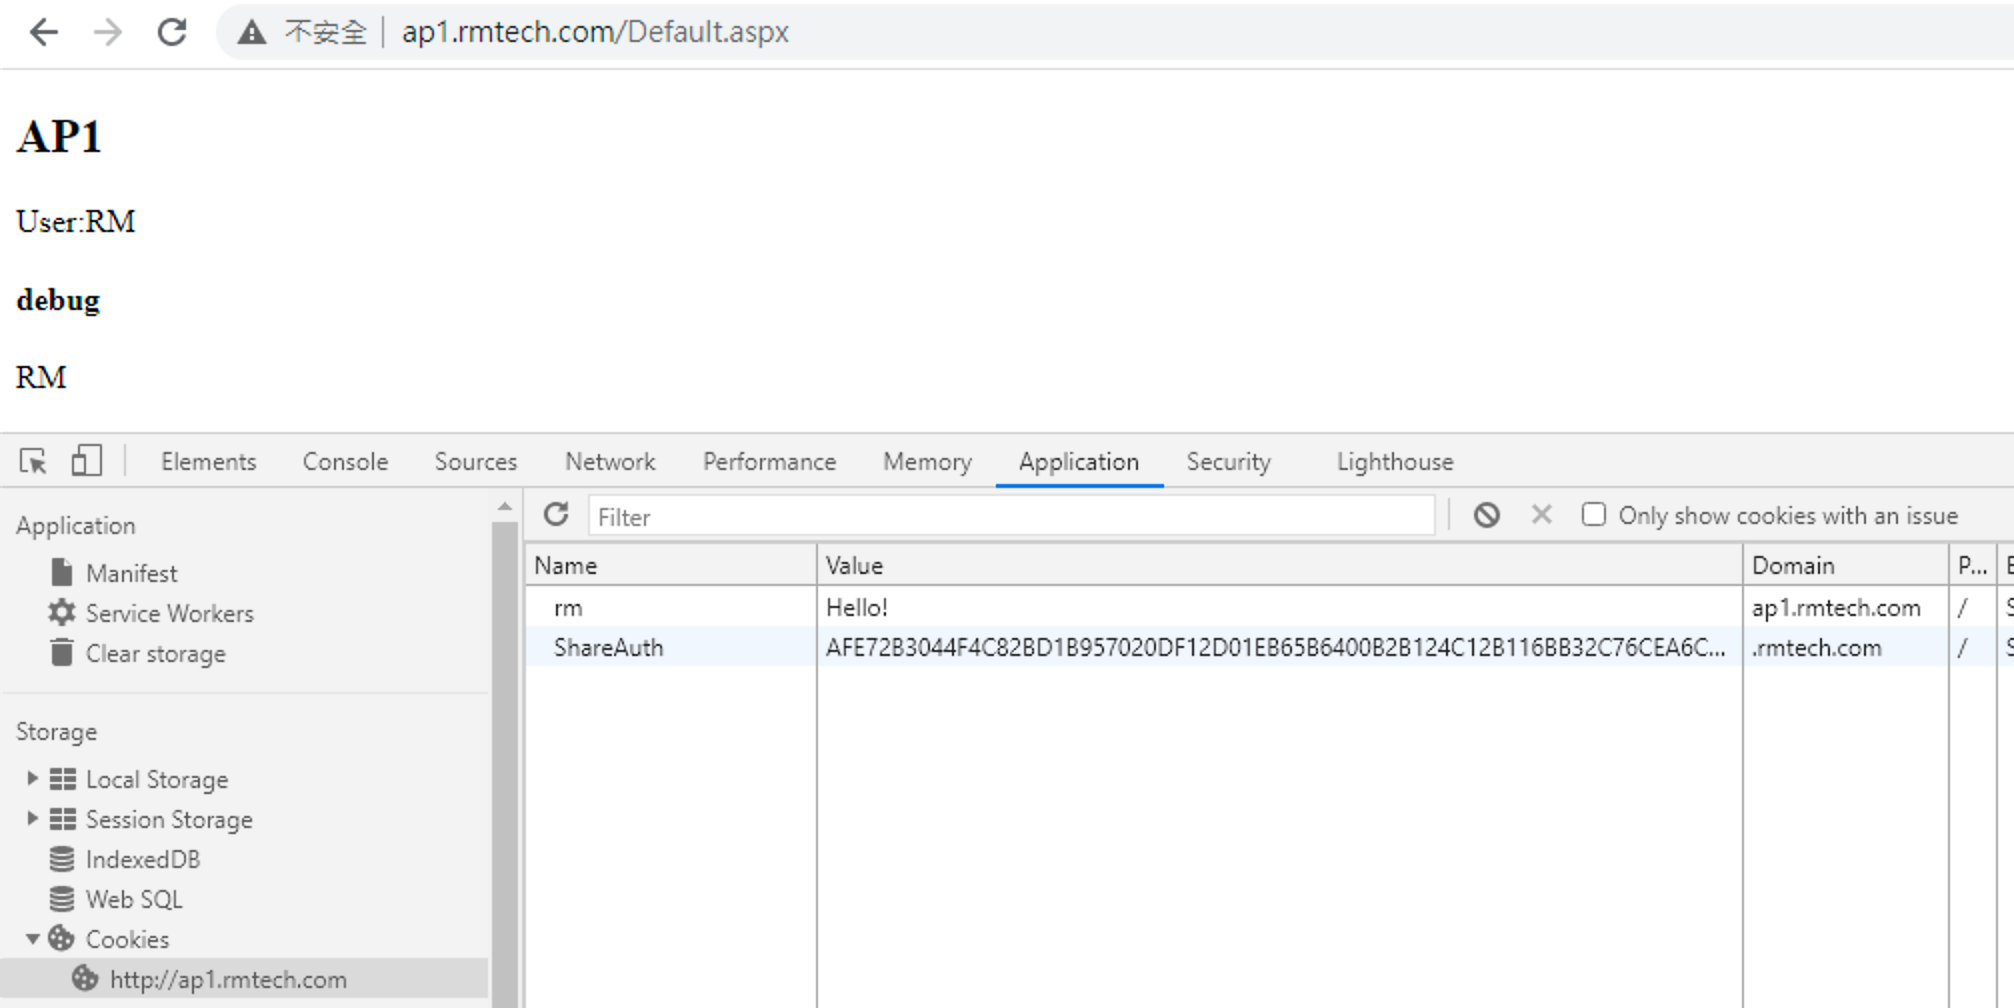 不安全 ap1.rmtech.com/Default.aspx
AP1
User:RM
debug
RM
Elements Console Sources Network Performance Memory Application Security Lighthouse
Application
Manifest
Service Workers
Clear storage
Storage
Local Storage
Session Storage
IndexedDB
Web SQL
Cookies
http://ap1.rmtech.com
Filter Only show cookies with an issue
Name Value Domain P...
rm Hello! ap1.rmtech.com /
ShareAuth AFE72B3044F4C82BD1B957020DF12D01EB65B6400B2B124C12B116BB32C76CEA6C... .rmtech.com /